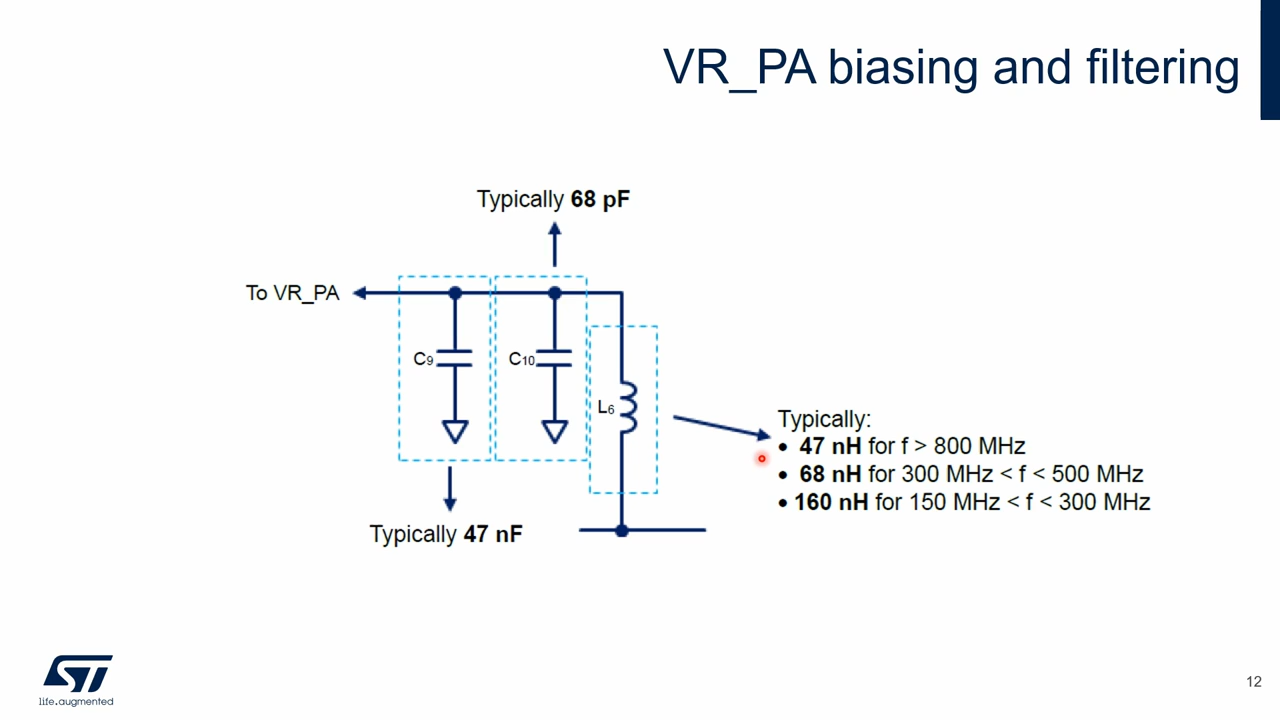 VR_PA biasing and filtering
Typically 68 pF
To VR_PA
C9
C10
L6
Typically:
• 47 nH for f > 800 MHz
• 68 nH for 300 MHz < f < 500 MHz
• 160 nH for 150 MHz < f < 300 MHz
Typically 47 nF
ST
life.augmented
12